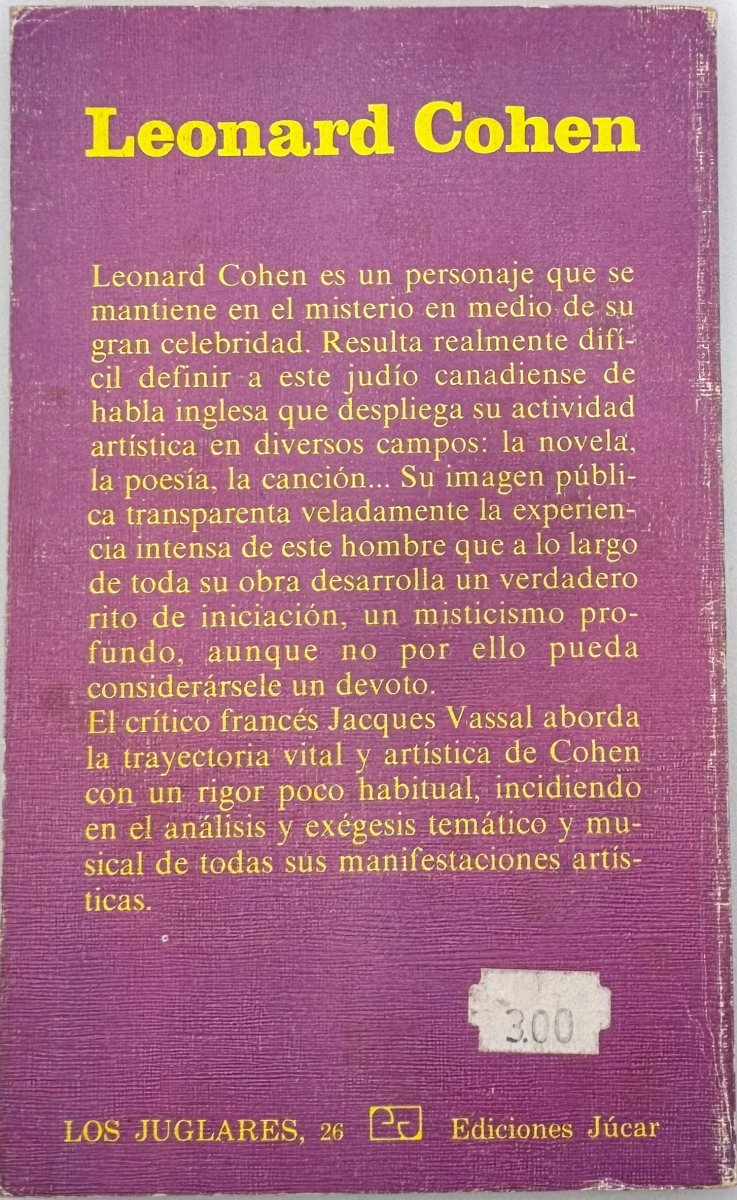 Leonard Cohen
Leonard Cohen es un personaje que se
mantiene en el misterio en medio de su
gran celebridad. Resulta realmente difí-
cil definir a este judío canadiense de
habla inglesa que despliega su actividad
artística en diversos campos: la novela,
la poesía, la canción... Su imagen públi-
ca transparenta veladamente la experien-
cia intensa de este hombre que a lo largo
de toda su obra desarrolla un verdadero
rito de iniciación, un misticismo pro-
fundo, aunque no por ello pueda
considerársele un devoto.
El crítico francés Jacques Vassal aborda
la trayectoria vital y artística de Cohen
con un rigor poco habitual, incidiendo
en el análisis y exégesis temático y mu-
sical de todas sus manifestaciones artís-
ticas.
3.00
LOS JUGLARES, 26 Ediciones Júcar